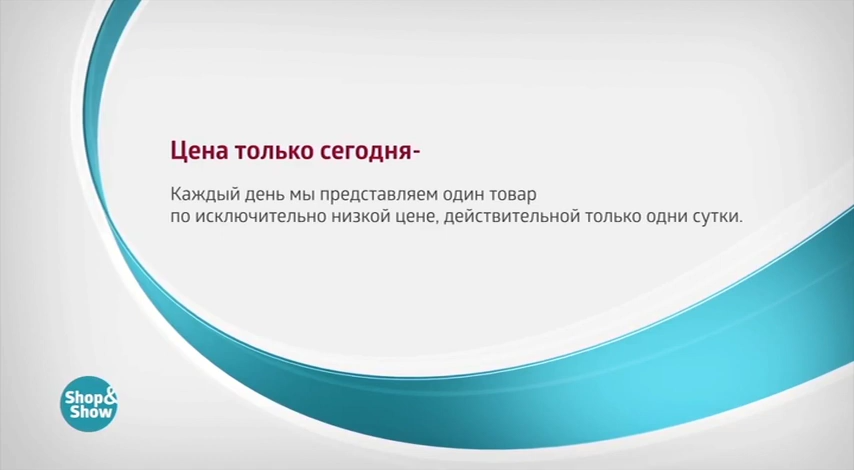 Цена только сегодня-
Каждый день мы представляем один товар
по исключительно низкой цене, действительной только одни сутки.
Shop&
Show